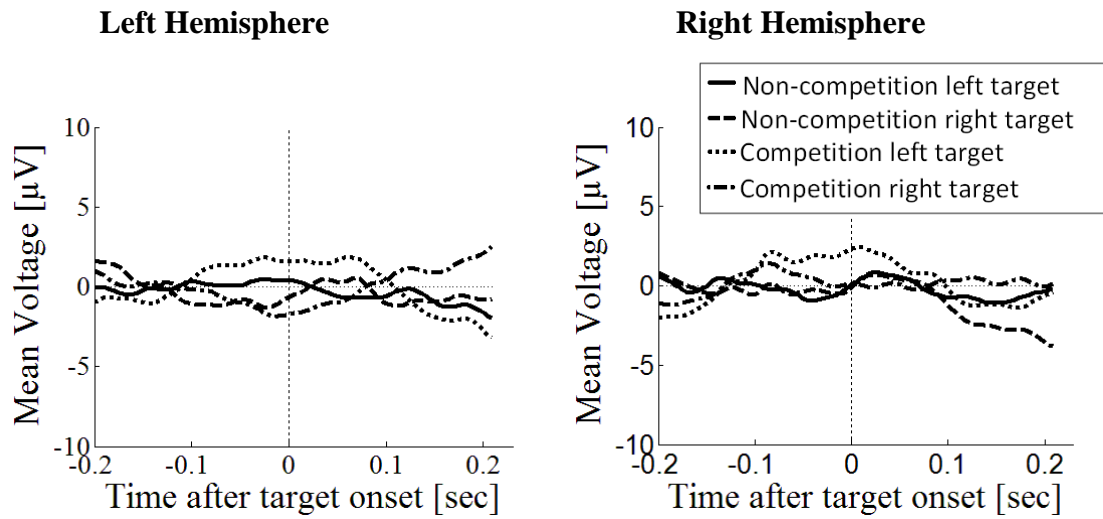 Left Hemisphere
Right Hemisphere
Non-competition left target
Non-competition right target
Competition left target
Competition right target
Mean Voltage [µV]
10
5
0
-5
-10
-0.2
-0.1
0
0.1
0.2
Time after target onset [sec]
Mean Voltage [µV]
10
5
0
-5
-10
-0.2
-0.1
0
0.1
0.2
Time after target onset [sec]